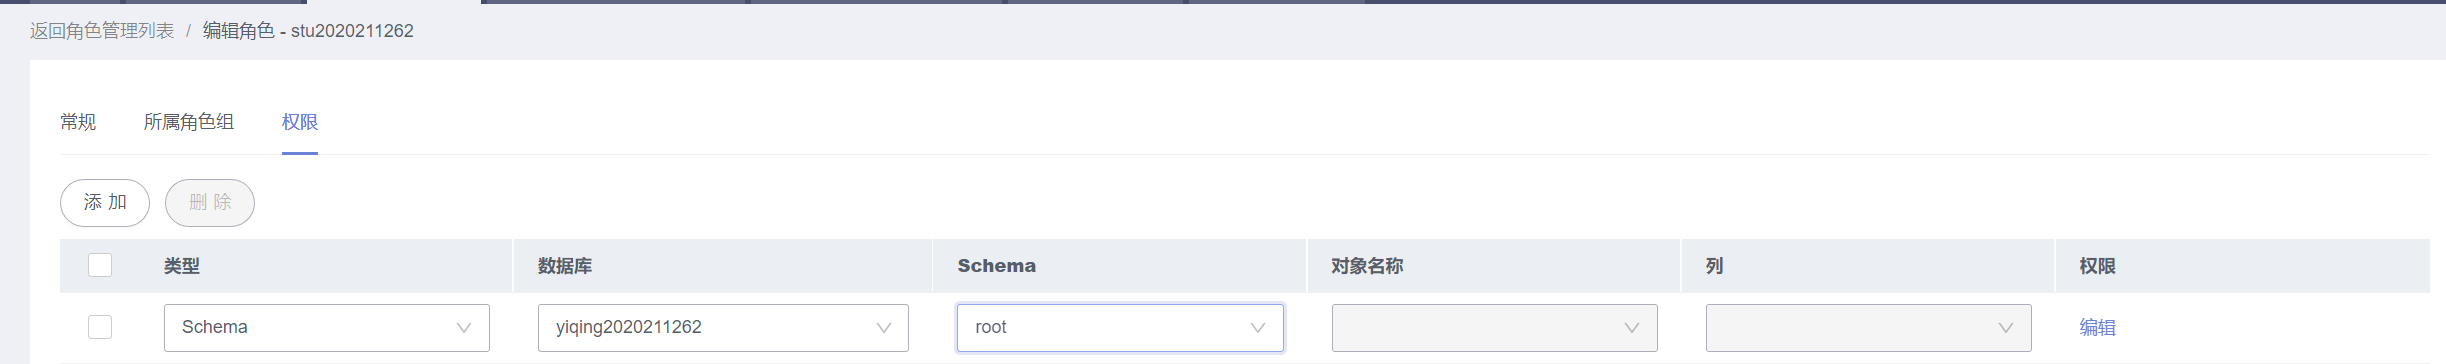 返回角色管理列表 / 编辑角色 - stu2020211262
常规 所属角色组 权限
添 加 删 除
类型 数据库 Schema 对象名称 列 权限
Schema yiqing2020211262 root 编辑